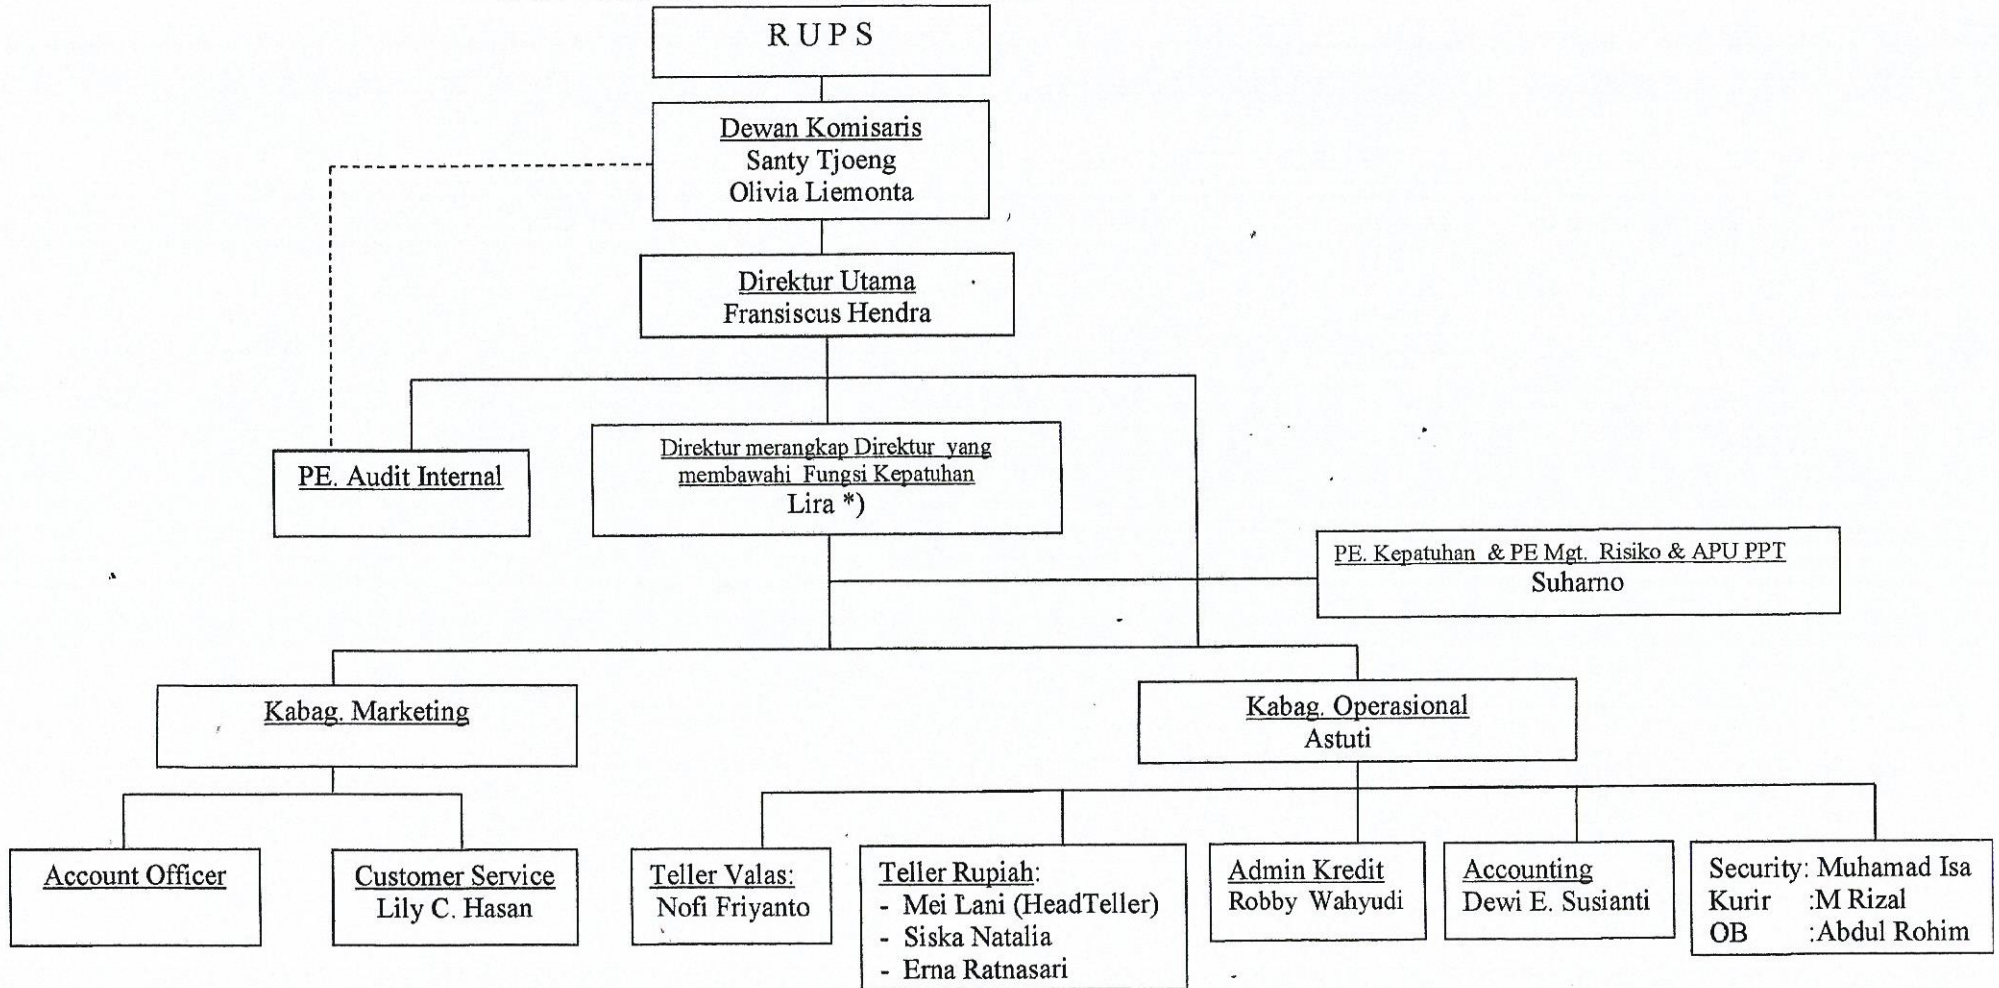 R U P S
Dewan Komisaris
Santy Tjoeng
Olivia Liemonta
Direktur Utama
Fransiscus Hendra
PE. Audit Internal
Direktur merangkap Direktur yang
membawahi Fungsi Kepatuhan
Lira *)
PE. Kepatuhan & PE Mgt. Risiko & APU PPT
Suharno
Kabag. Marketing
Kabag. Operasional
Astuti
Account Officer
Customer Service
Lily C. Hasan
Teller Valas:
Nofi Friyanto
Teller Rupiah:
- Mei Lani (HeadTeller)
- Siska Natalia
- Erna Ratnasari
Admin Kredit
Robby Wahyudi
Accounting
Dewi E. Susianti
Security: Muhamad Isa
Kurir :M Rizal
OB :Abdul Rohim